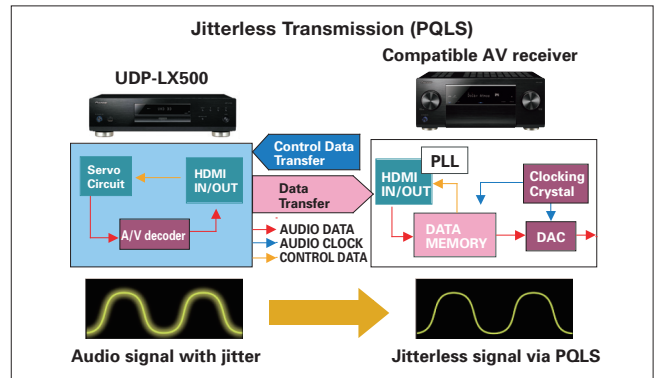 Jitterless Transmission (PQLS)
Compatible AV receiver
UDP-LX500
Control Data
Transfer
Servo
Circuit
HDMI
IN/OUT
A/V decoder
Data
Transfer
HDMI
IN/OUT
PLL
Clocking
Crystal
DATA
MEMORY
DAC
AUDIO DATA
AUDIO CLOCK
CONTROL DATA
Audio signal with jitter
Jitterless signal via PQLS